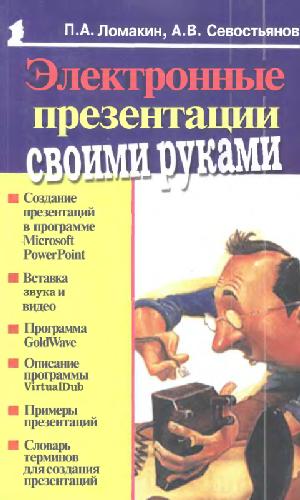 П.А. Ломакин, А.В. Севостьянов
Электронные
презентации
СВОИМИ РУКАМИ
Создание
презентаций
в программе
Microsoft
PowerPoint
Вставка
звука и
видео
Программа
GoldWave
Описание
программы
VirtualDub
Примеры
презентаций
Словарь
терминов
для создания
презентаций